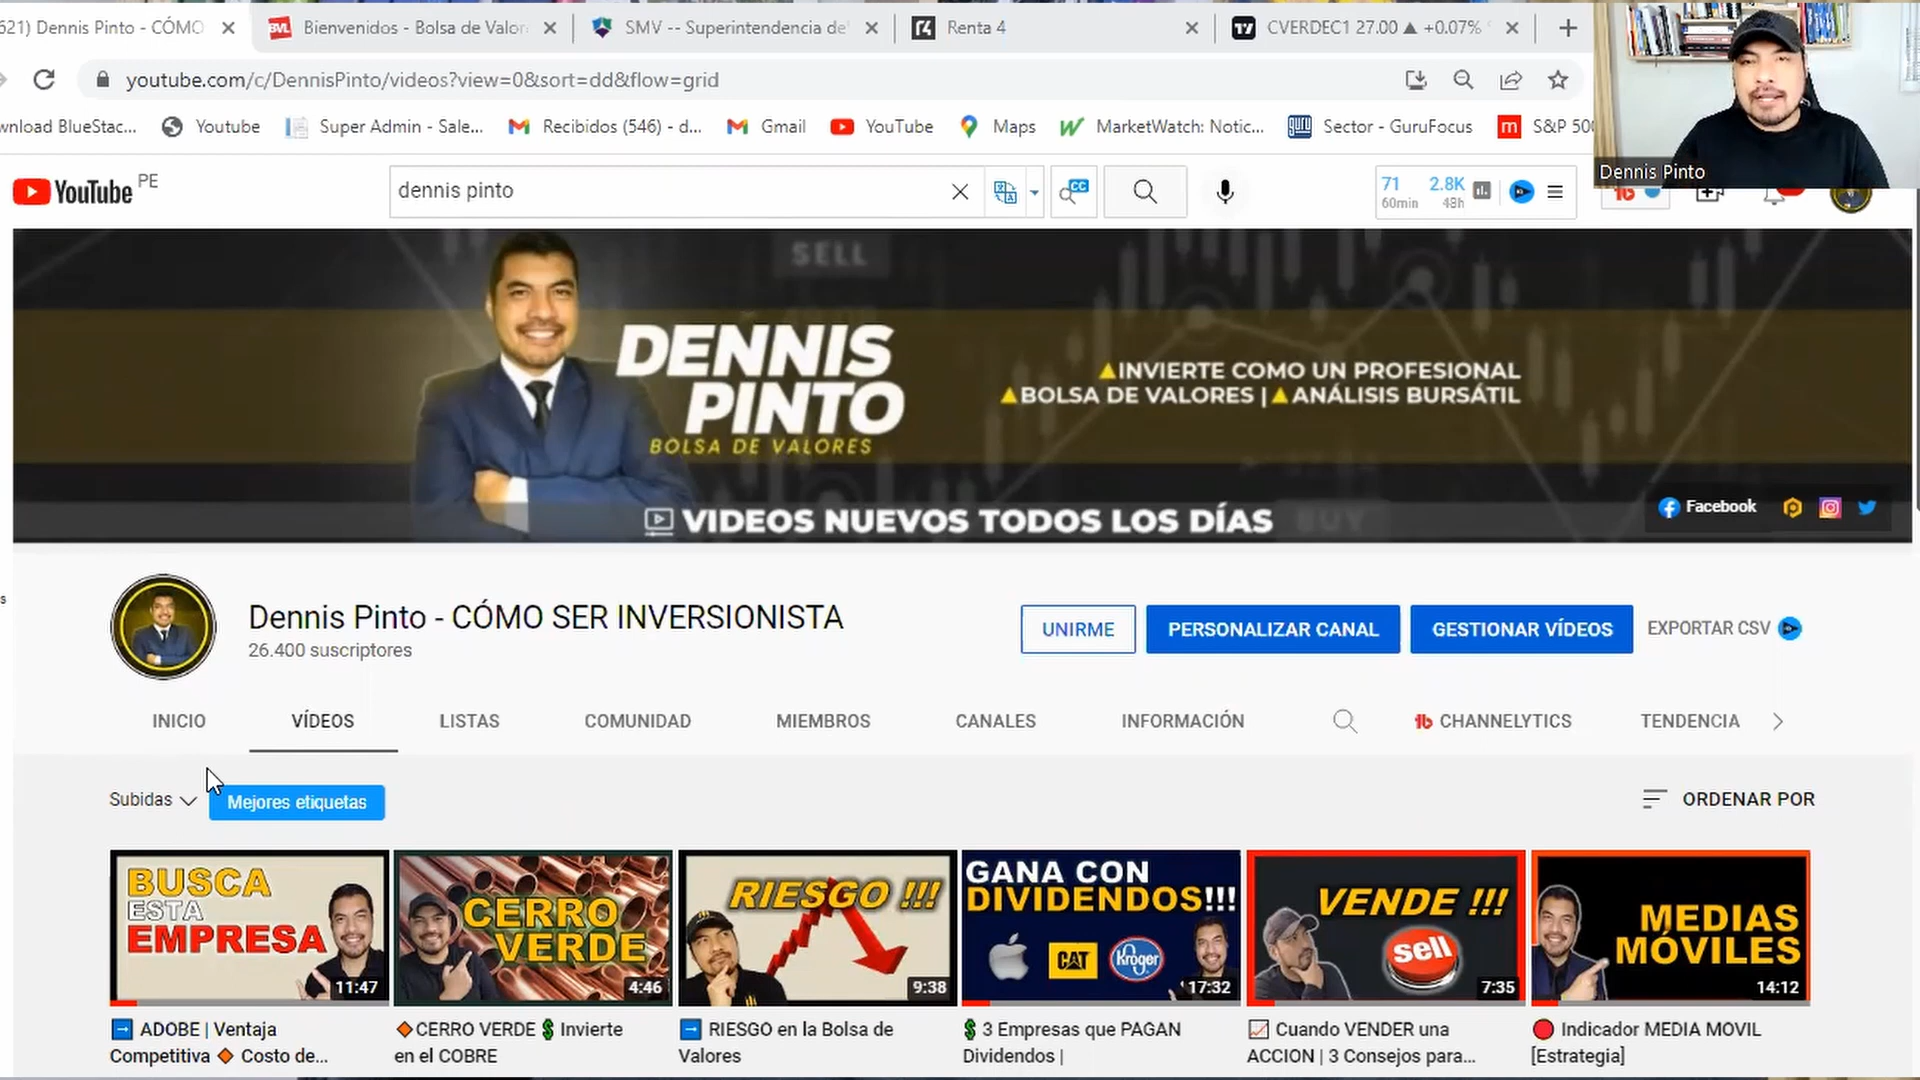 621) Dennis Pinto - CÓMO
BVL Bienvenidos - Bolsa de Valor
SMV -- Superintendencia de
Renta 4
CVERDEC1 27.00 ▲ +0.07%
youtube.com/c/DennisPinto/videos?view=0&sort=dd&flow=grid
wnload BlueStac...
Youtube
Super Admin - Sale...
Recibidos (546) - d...
Gmail
YouTube
Maps
MarketWatch: Notic...
guru Sector - GuruFocus
m S&P 500
Dennis Pinto
YouTube PE
dennis pinto
CC
71 60min
2.8K 48h
SELL
DENNIS
PINTO
BOLSA DE VALORES
▲INVIERTE COMO UN PROFESIONAL
▲BOLSA DE VALORES | ▲ANÁLISIS BURSÁTIL
VIDEOS NUEVOS TODOS LOS DÍAS
BUY
Facebook
Dennis Pinto - CÓMO SER INVERSIONISTA
26.400 suscriptores
UNIRME
PERSONALIZAR CANAL
GESTIONAR VÍDEOS
EXPORTAR CSV
INICIO
VÍDEOS
LISTAS
COMUNIDAD
MIEMBROS
CANALES
INFORMACIÓN
CHANNELYTICS
TENDENCIA
Subidas
Mejores etiquetas
ORDENAR POR
BUSCA
ESTA
EMPRESA
11:47
CERRO
VERDE
4:46
RIESGO !!!
9:38
GANA CON
DIVIDENDOS!!!
CAT
Kroger
17:32
VENDE !!!
sell
7:35
MEDIAS
MÓVILES
14:12
➡ ADOBE | Ventaja
Competitiva 🔶 Costo de...
🔶CERRO VERDE 💲 Invierte
en el COBRE
➡ RIESGO en la Bolsa de
Valores
💲 3 Empresas que PAGAN
Dividendos |
📈 Cuando VENDER una
ACCION | 3 Consejos para...
🔴 Indicador MEDIA MOVIL
[Estrategia]